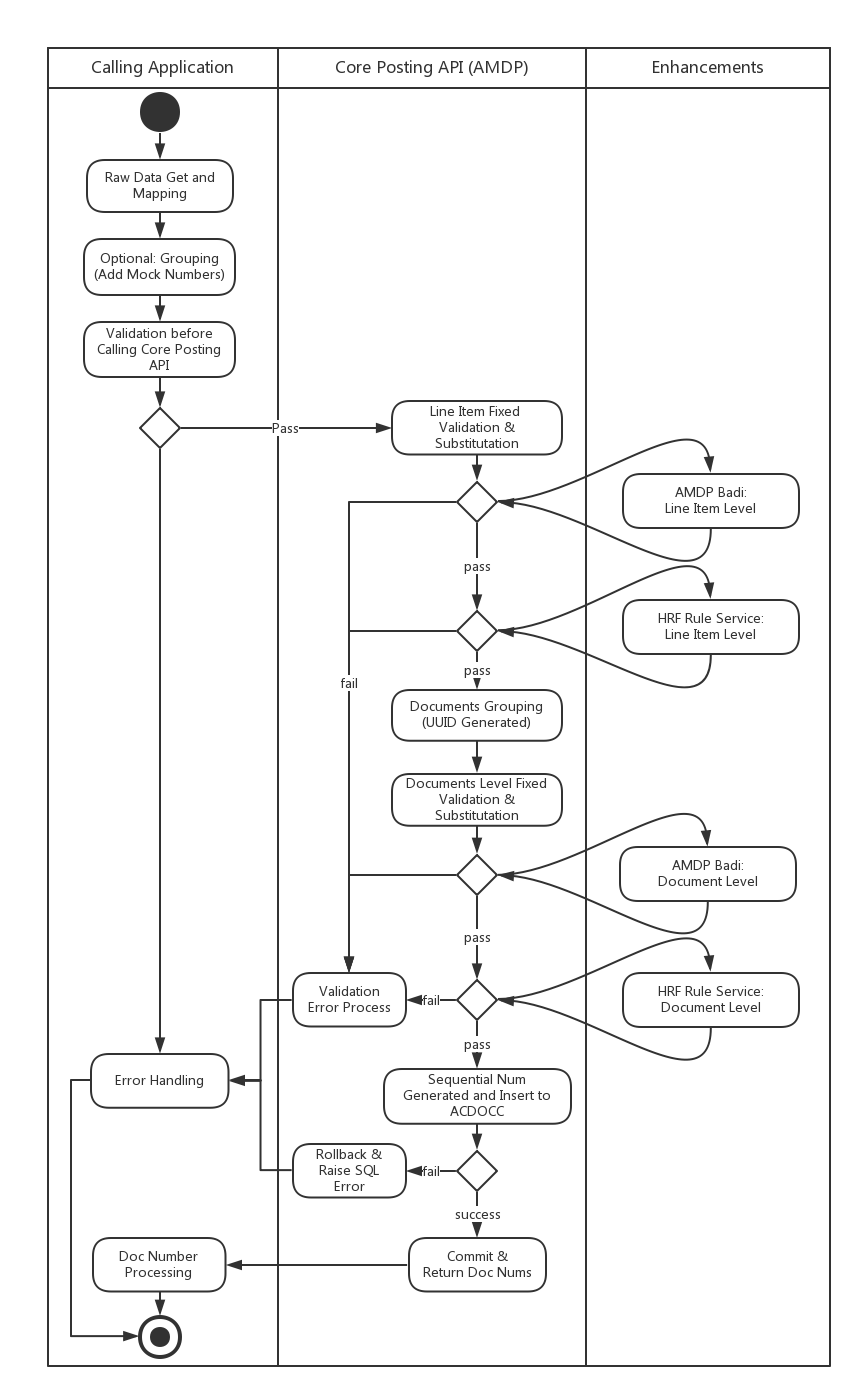 Calling Application
Core Posting API (AMDP)
Enhancements
Raw Data Get and
Mapping
Optional: Grouping
(Add Mock Numbers)
Validation before
Calling Core Posting
API
Pass
Line Item Fixed
Validation &
Substitutation
AMDP Badi:
Line Item Level
pass
HRF Rule Service:
Line Item Level
pass
fail
Documents Grouping
(UUID Generated)
Documents Level Fixed
Validation &
Substitutation
AMDP Badi:
Document Level
pass
Validation
Error Process
fail
HRF Rule Service:
Document Level
pass
Error Handling
Sequential Num
Generated and Insert to
ACDOCC
Rollback &
Raise SQL
Error
fail
success
Doc Number
Processing
Commit &
Return Doc Nums